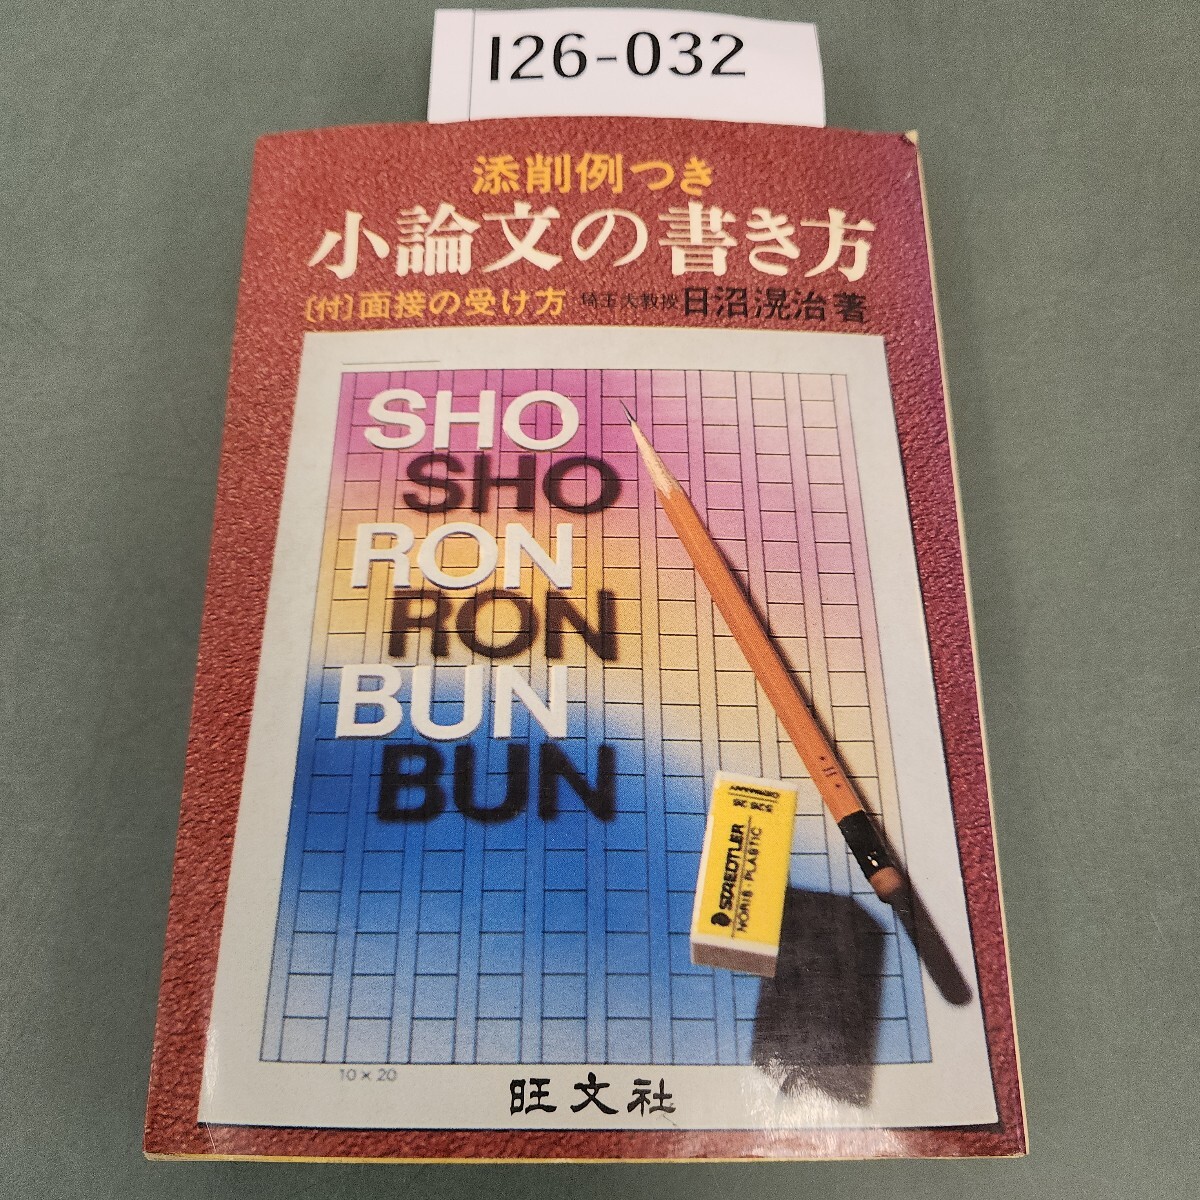 I26-032
添削例つき
小論文の書き方
〔付〕面接の受け方 埼玉大教授 日沼滉治著
SHO
SHO
RON
RON
BUN
BUN
STAEDTLER
NORIS・PLASTIC
526
10×20
旺文社